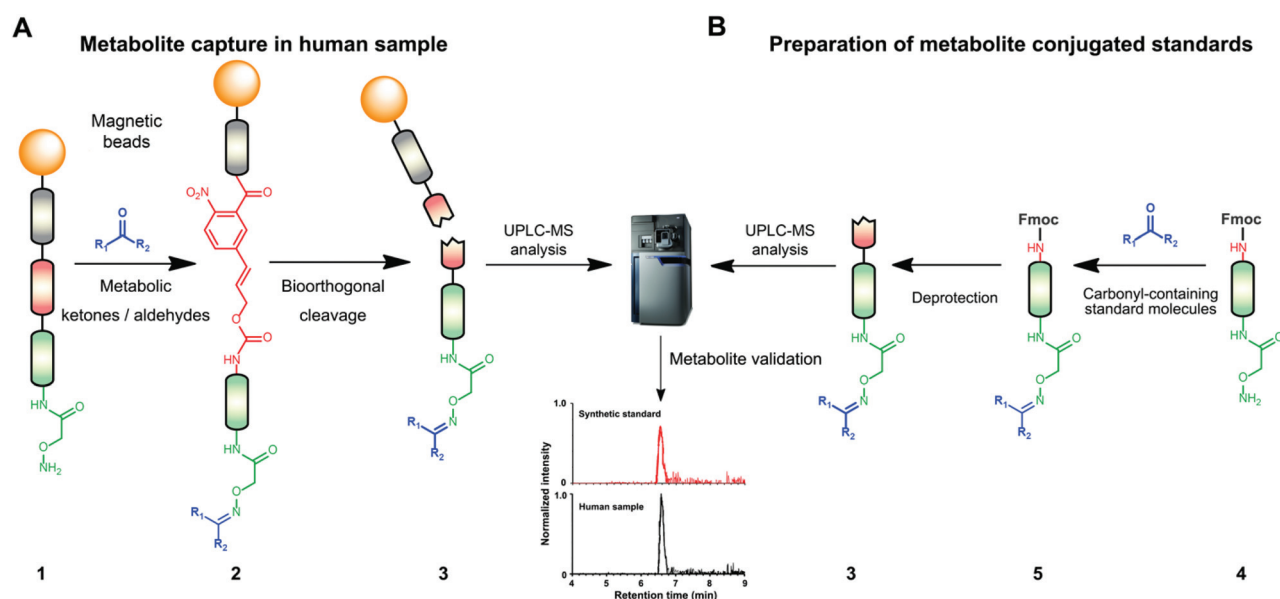 A
Metabolite capture in human sample
B
Preparation of metabolite conjugated standards
Magnetic
beads
O
R1 R2
Metabolic
ketones / aldehydes
HN
O
O
NH2
O2N
O
O
O
HN
HN
O
O
N
R1
R2
Bioorthogonal
cleavage
HN
O
O
N
R1
R2
UPLC-MS
analysis
UPLC-MS
analysis
Metabolite validation
1.0
Synthetic standard
1.0
Human sample
0
4 5 6 7 8 9
Normalized intensity
Retention time (min)
HN
O
O
N
R1
R2
Deprotection
Fmoc
HN
HN
O
O
N
R1
R2
O
R1 R2
Carbonyl-containing
standard molecules
Fmoc
HN
HN
O
O
NH2
1 2 3 3 5 4